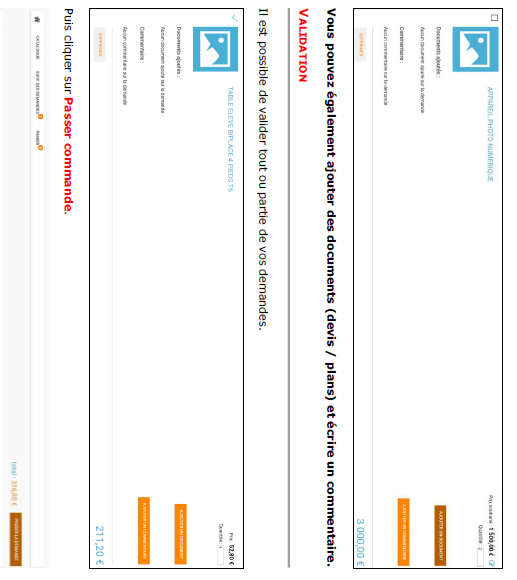 APPAREIL PHOTO NUMERIQUE
Prix souhaité : 1 500,00 €
Quantité : 2
Documents ajoutés :
Aucun document ajouté sur la demande
AJOUTER UN DOCUMENT
Commentaire :
Aucun commentaire sur la demande
AJOUTER UN COMMENTAIRE
SUPPRIMER
3 000,00 €
Vous pouvez également ajouter des documents (devis / plans) et écrire un commentaire.
VALIDATION
Il est possible de valider tout ou partie de vos demandes.
TABLE ELEVE BIPLACE 4 PIEDS T6
Prix : 52,80 €
Quantité : 4
Documents ajoutés :
Aucun document ajouté sur la demande
AJOUTER UN DOCUMENT
Commentaire :
Aucun commentaire sur la demande
AJOUTER UN COMMENTAIRE
SUPPRIMER
211,20 €
Puis cliquer sur Passer commande.
CATALOGUE SUIVI DES DEMANDES PANIER
total : 316,80 € PASSER LA DEMANDE